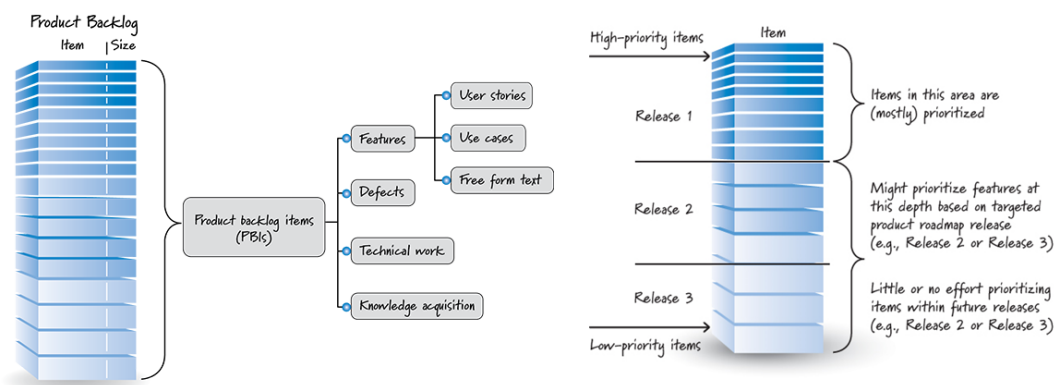 Product Backlog
Item | Size
Product backlog items
(PBIs)
Features
Defects
Technical work
Knowledge acquisition
User stories
Use cases
Free form text
High-priority items
Item
Release 1
Release 2
Release 3
Low-priority items
Items in this area are
(mostly) prioritized
Might prioritize features at
this depth based on targeted
product roadmap release
(e.g., Release 2 or Release 3)
Little or no effort prioritizing
items within future releases
(e.g., Release 2 or Release 3)